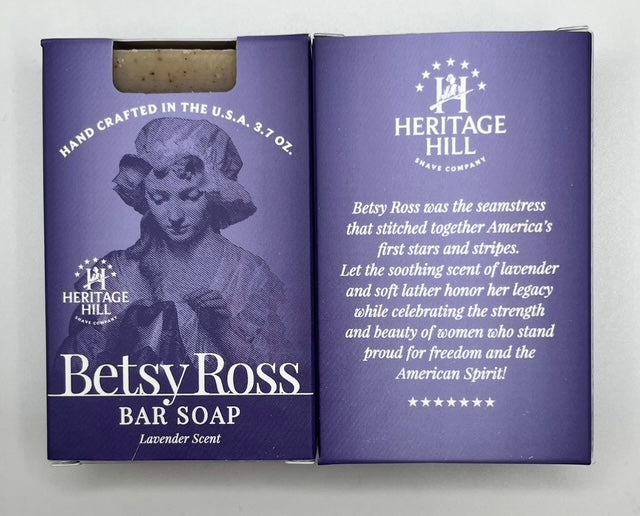 HAND CRAFTED IN THE U.S.A. 3.7 OZ.
H
HERITAGE
HILL
SHAVE COMPANY
Betsy Ross
BAR SOAP
Lavender Scent
H
HERITAGE
HILL
SHAVE COMPANY
Betsy Ross was the seamstress
that stitched together America's
first stars and stripes.
Let the soothing scent of lavender
and soft lather honor her legacy
while celebrating the strength
and beauty of women who stand
proud for freedom and the
American Spirit!